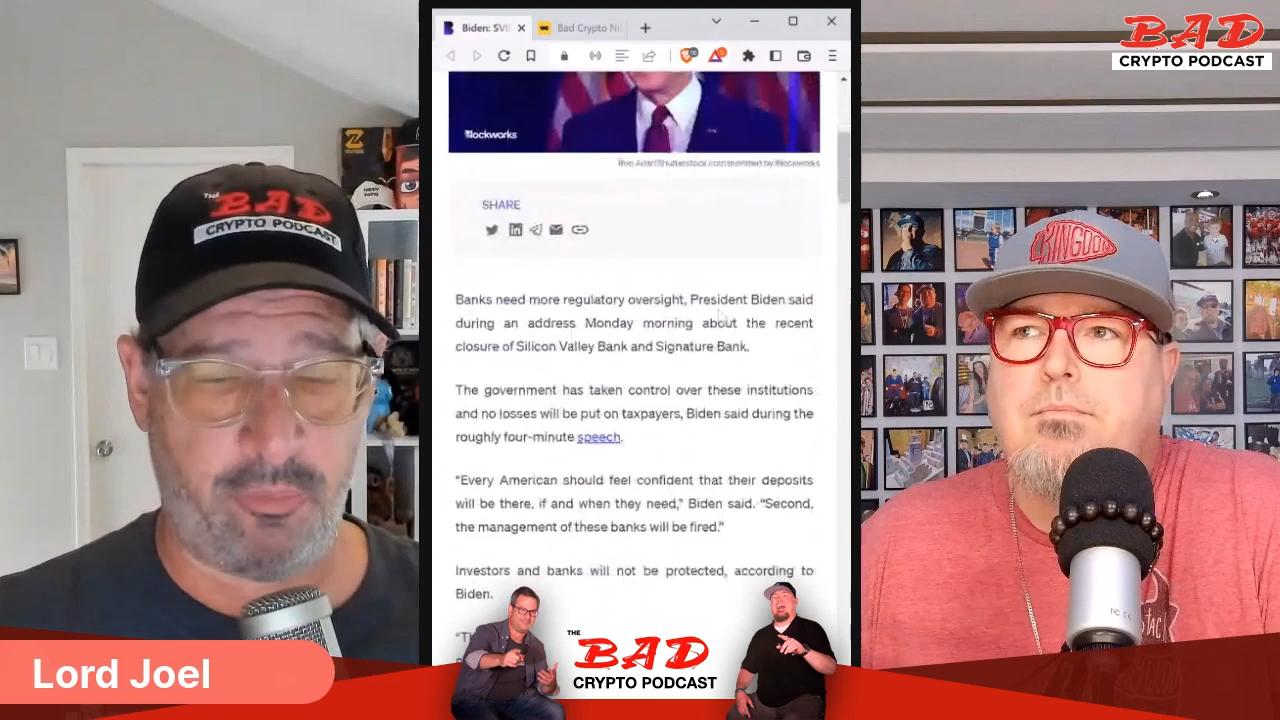 Biden: SVB
Bad Crypto Ni
BAD
CRYPTO PODCAST
Blockworks
THE
BAD
CRYPTO PODCAST
SHARE
KINGDOM
Banks need more regulatory oversight, President Biden said
during an address Monday morning about the recent
closure of Silicon Valley Bank and Signature Bank.
The government has taken control over these institutions
and no losses will be put on taxpayers, Biden said during the
roughly four-minute speech.
“Every American should feel confident that their deposits
will be there, if and when they need,” Biden said. “Second,
the management of these banks will be fired.”
Investors and banks will not be protected, according to
Biden.
THE
BAD
CRYPTO PODCAST
Lord Joel